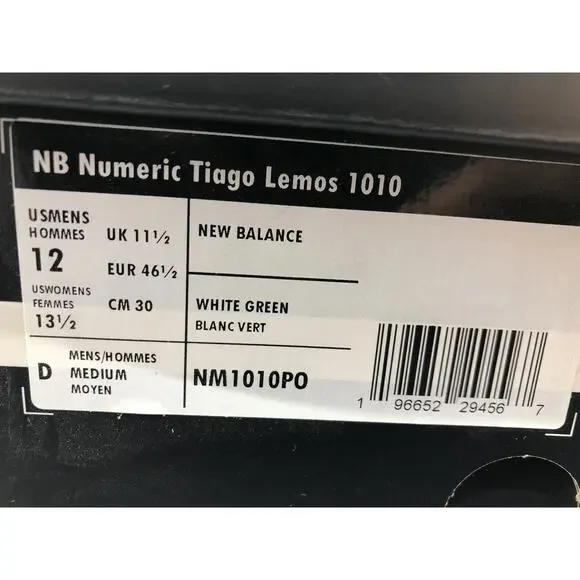 NB Numeric Tiago Lemos 1010
USMENS
HOMMES UK 11½
12 EUR 46½
USWOMENS
FEMMES CM 30
13½
NEW BALANCE
WHITE GREEN
BLANC VERT
D MENS/HOMMES
MEDIUM
MOYEN
NM1010PO
1 96652 29456 7